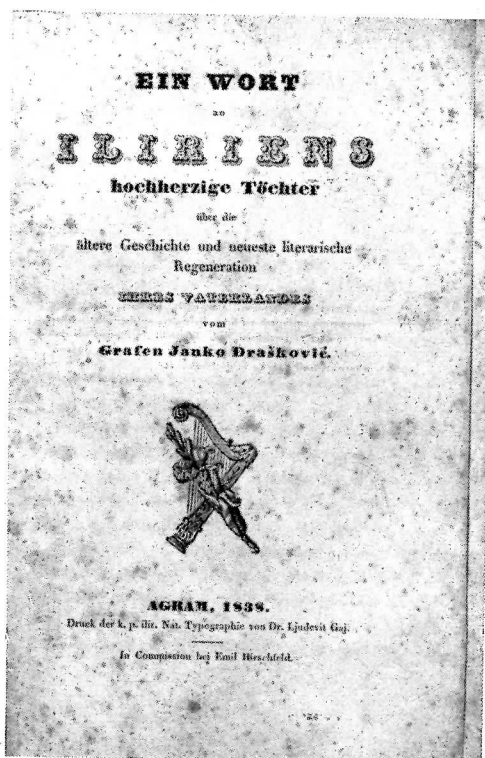 EIN WORT
an
ILIRIENS
hochherzige Töchter
über die
ältere Geschichte und neueste literarische
Regeneration
IHRES VATERLANDES
vom
Grafen Janko Drašković.
AGRAM, 1838.
Druck der k. p. ilir. Nat. Typographie von Dr. Ljudevit Gaj.
In Commission bei Emil Hirschfeld.